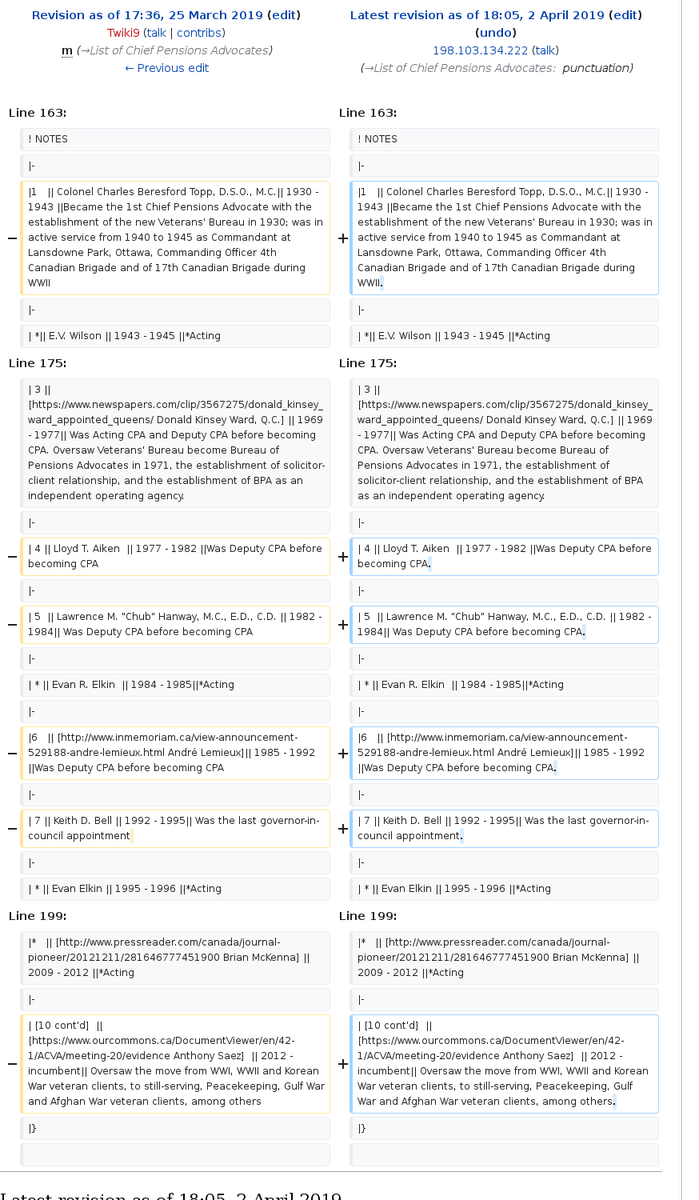 Revision as of 17:36, 25 March 2019 (edit)
Twiki9 (talk | contribs)
m (→List of Chief Pensions Advocates)
← Previous edit
Latest revision as of 18:05, 2 April 2019 (edit)
(undo)
198.103.134.222 (talk)
(→List of Chief Pensions Advocates: punctuation)
Line 163:
Line 163:
! NOTES
! NOTES
|-
|-
−
|1 || Colonel Charles Beresford Topp, D.S.O., M.C.|| 1930 -
1943 ||Became the 1st Chief Pensions Advocate with the
establishment of the new Veterans' Bureau in 1930; was in
active service from 1940 to 1945 as Commandant at
Lansdowne Park, Ottawa, Commanding Officer 4th
Canadian Brigade and of 17th Canadian Brigade during
WWII
+
|1 || Colonel Charles Beresford Topp, D.S.O., M.C.|| 1930 -
1943 ||Became the 1st Chief Pensions Advocate with the
establishment of the new Veterans' Bureau in 1930; was in
active service from 1940 to 1945 as Commandant at
Lansdowne Park, Ottawa, Commanding Officer 4th
Canadian Brigade and of 17th Canadian Brigade during
WWII.
|-
|-
| *|| E.V. Wilson || 1943 - 1945 ||*Acting
| *|| E.V. Wilson || 1943 - 1945 ||*Acting
Line 175:
Line 175:
| 3 ||
[https://www.newspapers.com/clip/3567275/donald_kinsey_
ward_appointed_queens/ Donald Kinsey Ward, Q.C.] || 1969
- 1977|| Was Acting CPA and Deputy CPA before becoming
CPA. Oversaw Veterans' Bureau become Bureau of
Pensions Advocates in 1971, the establishment of solicitor-
client relationship, and the establishment of BPA as an
independent operating agency.
| 3 ||
[https://www.newspapers.com/clip/3567275/donald_kinsey_
ward_appointed_queens/ Donald Kinsey Ward, Q.C.] || 1969
- 1977|| Was Acting CPA and Deputy CPA before becoming
CPA. Oversaw Veterans' Bureau become Bureau of
Pensions Advocates in 1971, the establishment of
solicitor-client relationship, and the establishment of BPA
as an independent operating agency.
|-
|-
−
| 4 || Lloyd T. Aiken || 1977 - 1982 ||Was Deputy CPA before
becoming CPA
+
| 4 || Lloyd T. Aiken || 1977 - 1982 ||Was Deputy CPA before
becoming CPA.
|-
|-
−
| 5 || Lawrence M. "Chub" Hanway, M.C., E.D., C.D. || 1982 -
1984|| Was Deputy CPA before becoming CPA
+
| 5 || Lawrence M. "Chub" Hanway, M.C., E.D., C.D. || 1982 -
1984|| Was Deputy CPA before becoming CPA.
|-
|-
| * || Evan R. Elkin || 1984 - 1985||*Acting
| * || Evan R. Elkin || 1984 - 1985||*Acting
|-
|-
−
|6 || [http://www.inmemoriam.ca/view-announcement-
529188-andre-lemieux.html André Lemieux]|| 1985 - 1992
||Was Deputy CPA before becoming CPA
+
|6 || [http://www.inmemoriam.ca/view-announcement-
529188-andre-lemieux.html André Lemieux]|| 1985 - 1992
||Was Deputy CPA before becoming CPA.
|-
|-
−
| 7 || Keith D. Bell || 1992 - 1995|| Was the last governor-in-
council appointment
+
| 7 || Keith D. Bell || 1992 - 1995|| Was the last governor-in-
council appointment.
|-
|-
| * || Evan Elkin || 1995 - 1996 ||*Acting
| * || Evan Elkin || 1995 - 1996 ||*Acting
Line 199:
Line 199:
|* || [http://www.pressreader.com/canada/journal-
pioneer/20121211/281646777451900 Brian McKenna] ||
2009 - 2012 ||*Acting
|* || [http://www.pressreader.com/canada/journal-
pioneer/20121211/281646777451900 Brian McKenna] ||
2009 - 2012 ||*Acting
|-
|-
−
| [10 cont'd] ||
[https://www.ourcommons.ca/DocumentViewer/en/42-
1/ACVA/meeting-20/evidence Anthony Saez] || 2012 -
incumbent|| Oversaw the move from WWI, WWII and Korean
War veteran clients, to still-serving, Peacekeeping, Gulf War
and Afghan War veteran clients, among others
+
| [10 cont'd] ||
[https://www.ourcommons.ca/DocumentViewer/en/42-
1/ACVA/meeting-20/evidence Anthony Saez] || 2012 -
incumbent|| Oversaw the move from WWI, WWII and Korean
War veteran clients, to still-serving, Peacekeeping, Gulf
War and Afghan War veteran clients, among others.
|}
|}
Latest revision as of 18:05, 2 April 2019